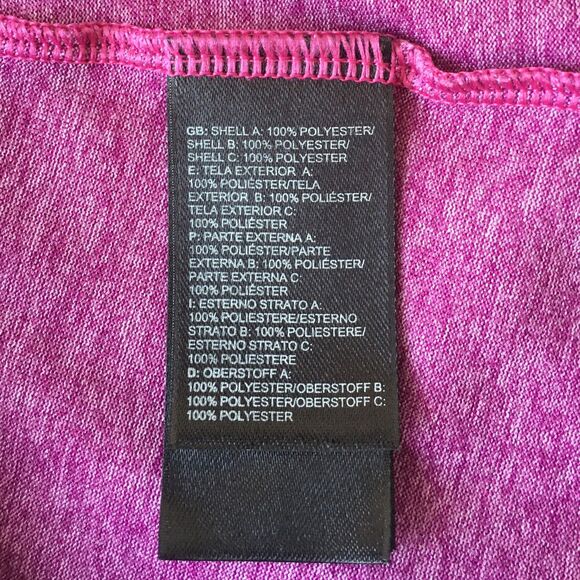 GB: SHELL A: 100% POLYESTER/
SHELL B: 100% POLYESTER/
SHELL C: 100% POLYESTER
E: TELA EXTERIOR A:
100% POLIÉSTER/TELA
EXTERIOR B: 100% POLIÉSTER/
TELA EXTERIOR C:
100% POLIÉSTER
P: PARTE EXTERNA A:
100% POLIÉSTER/PARTE
EXTERNA B: 100% POLIÉSTER/
PARTE EXTERNA C:
100% POLIÉSTER
I: ESTERNO STRATO A:
100% POLIESTERE/ESTERNO
STRATO B: 100% POLIESTERE/
ESTERNO STRATO C:
100% POLIESTERE
D: OBERSTOFF A:
100% POLYESTER/OBERSTOFF B:
100% POLYESTER/OBERSTOFF C:
100% POLYESTER